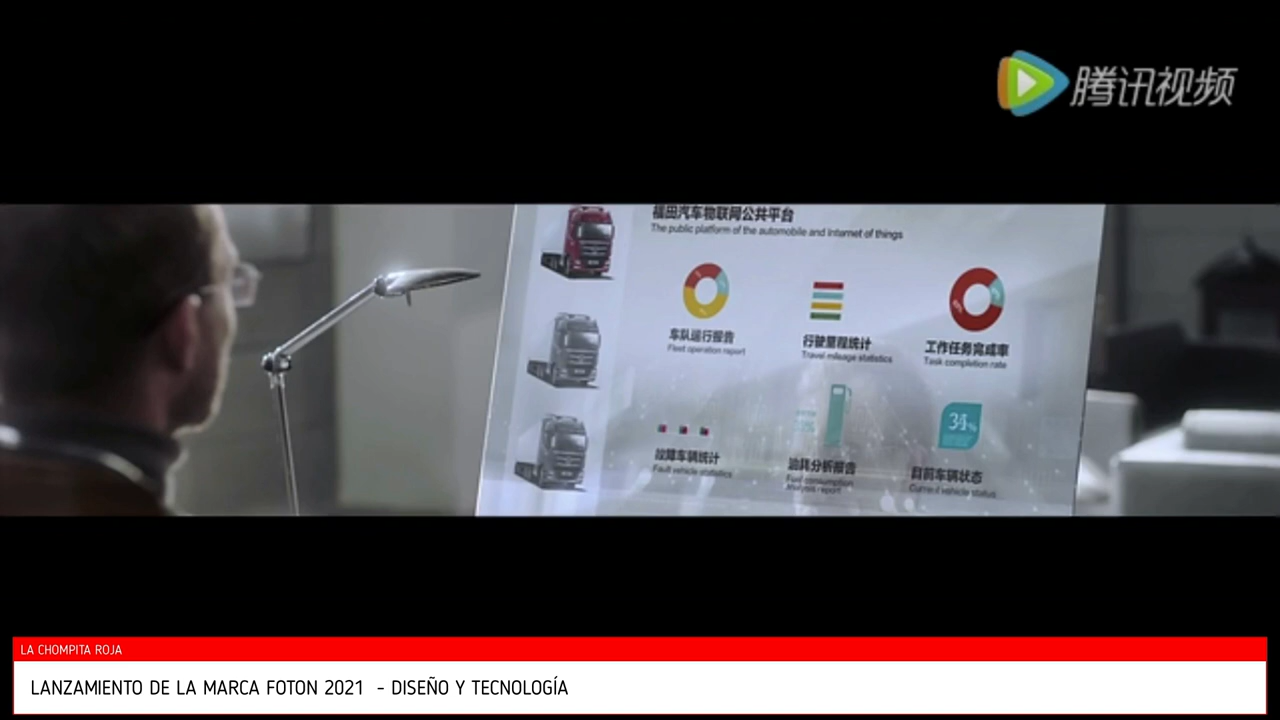 腾讯视频
福田汽车物联网公共平台
The public platform of the automobile and Internet of things
车队运行报告
Fleet operation report
行驶里程统计
Travel mileage statistics
工作任务完成率
Task completion rate
34%
故障车辆统计
Fault vehicle statistics
油耗分析报告
Fuel consumption
Analysis report
目前车辆状态
Current vehicle status
LA CHOMPITA ROJA
LANZAMIENTO DE LA MARCA FOTON 2021 - DISEÑO Y TECNOLOGÍA